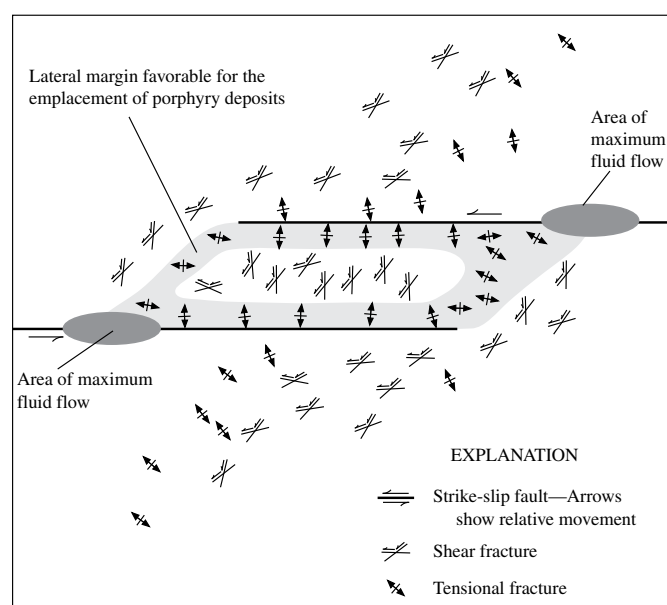 Lateral margin favorable for the
emplacement of porphyry deposits
Area of
maximum
fluid flow
Area of maximum
fluid flow
EXPLANATION
Strike-slip fault—Arrows
show relative movement
Shear fracture
Tensional fracture